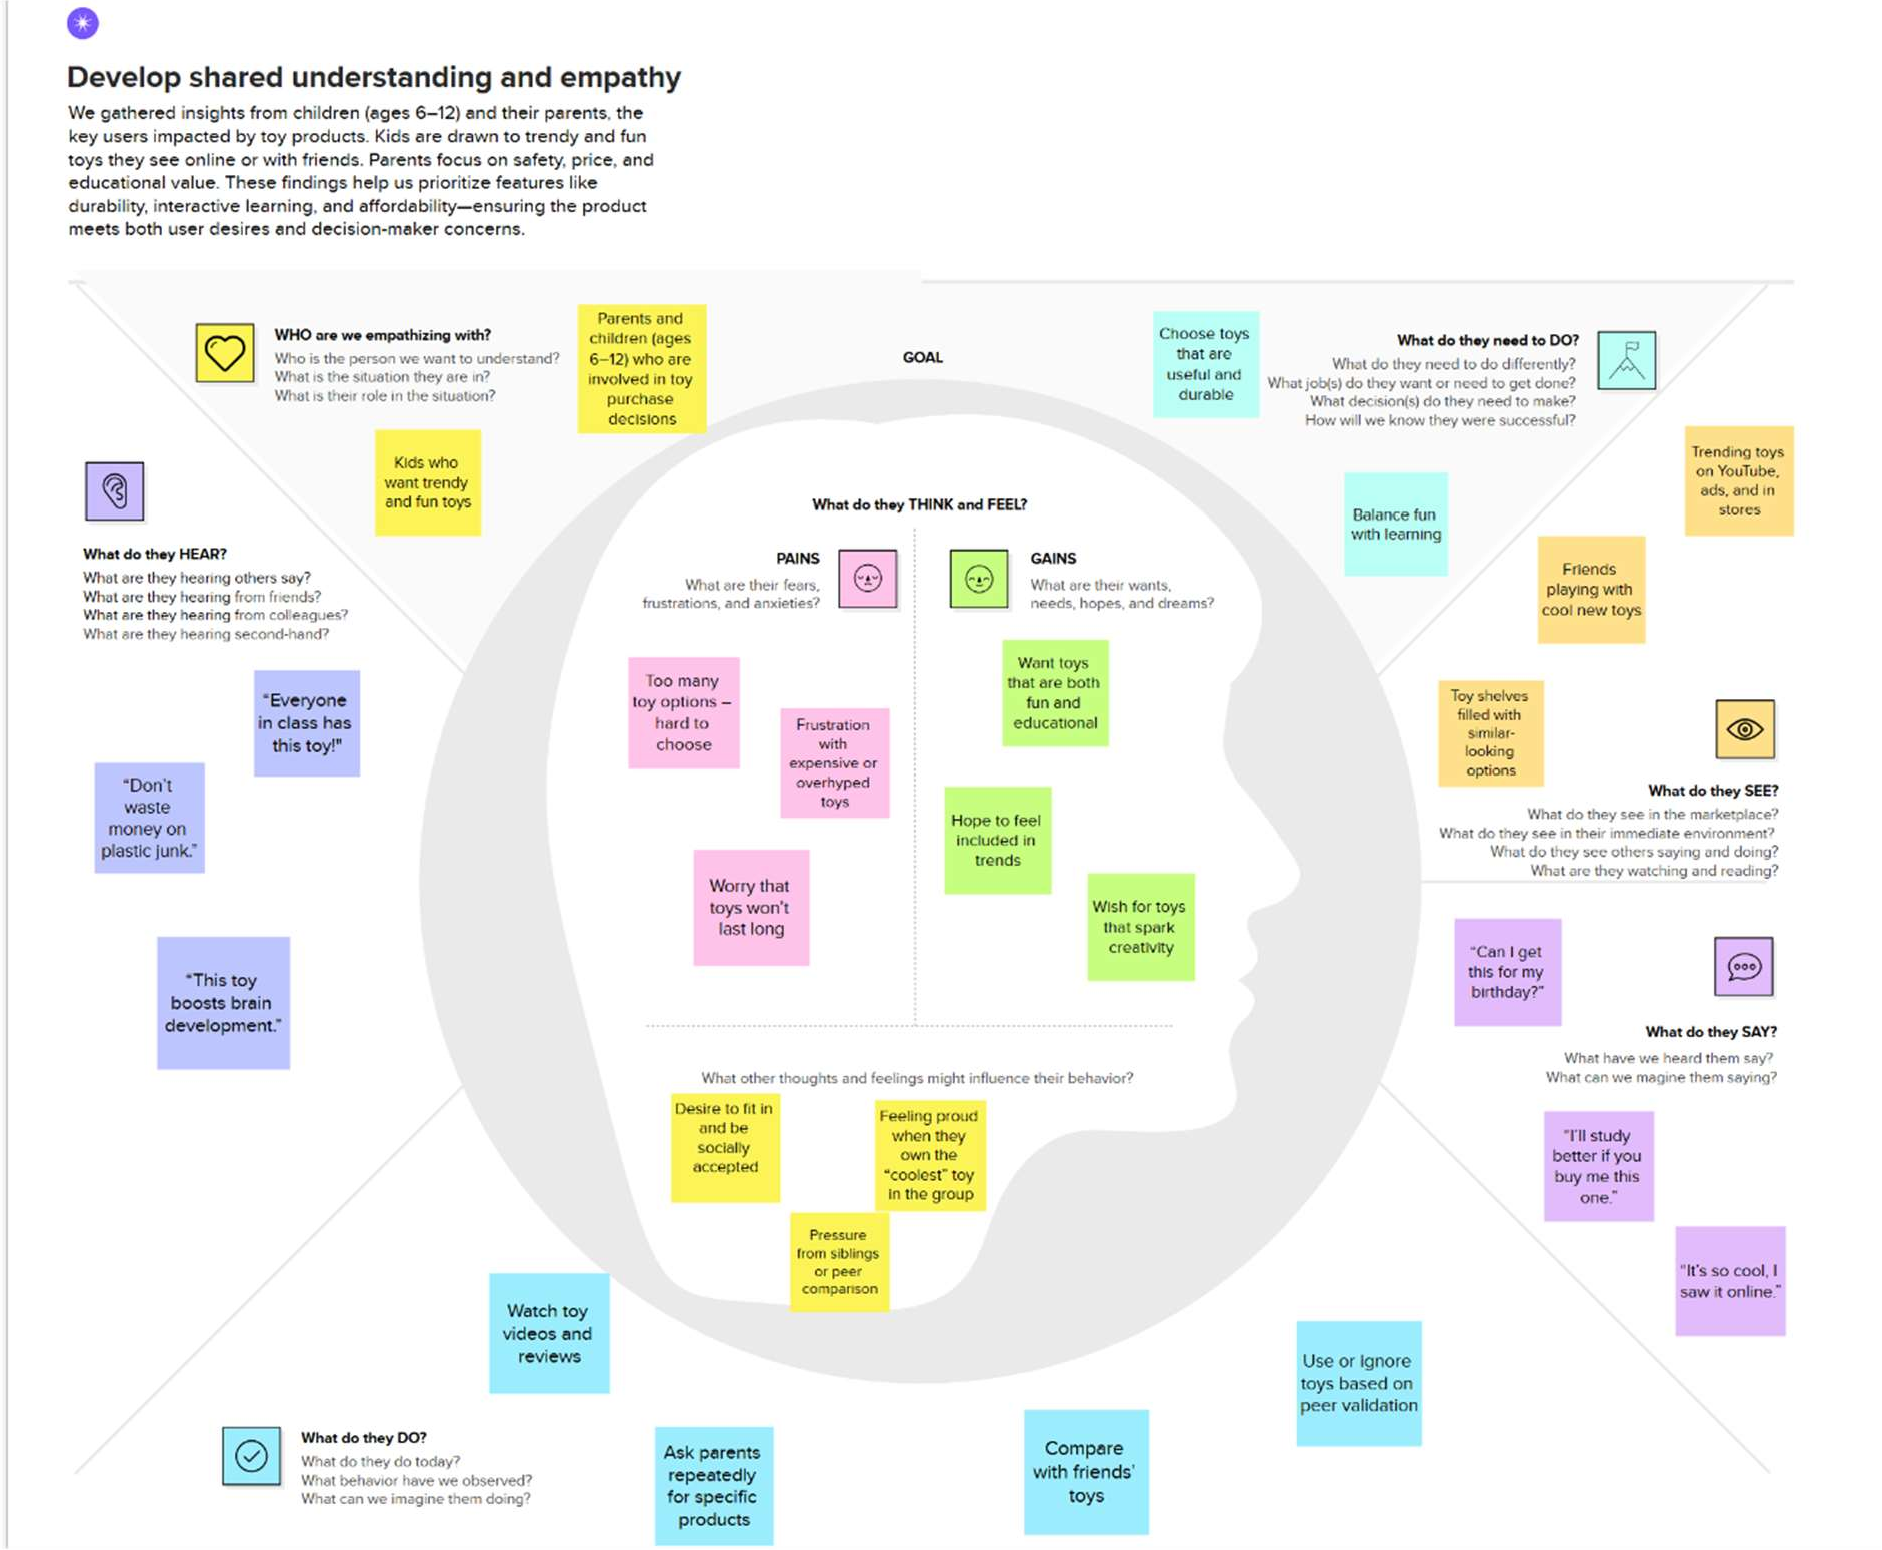 Develop shared understanding and empathy
We gathered insights from children (ages 6–12) and their parents, the
key users impacted by toy products. Kids are drawn to trendy and fun
toys they see online or with friends. Parents focus on safety, price, and
educational value. These findings help us prioritize features like
durability, interactive learning, and affordability—ensuring the product
meets both user desires and decision-maker concerns.
WHO are we empathizing with?
Who is the person we want to understand?
What is the situation they are in?
What is their role in the situation?
Parents and
children (ages
6–12) who are
involved in toy
purchase
decisions
Kids who
want trendy
and fun toys
GOAL
Choose toys
that are
useful and
durable
What do they need to DO?
What do they need to do differently?
What job(s) do they want or need to get done?
What decision(s) do they need to make?
How will we know they were successful?
Balance fun
with learning
Trending toys
on YouTube,
ads, and in
stores
Friends
playing with
cool new toys
Toy shelves
filled with
similar-
looking
options
What do they SEE?
What do they see in the marketplace?
What do they see in their immediate environment?
What do they see others saying and doing?
What are they watching and reading?
What do they HEAR?
What are they hearing others say?
What are they hearing from friends?
What are they hearing from colleagues?
What are they hearing second-hand?
“Everyone
in class has
this toy!"
“Don’t
waste
money on
plastic junk.”
“This toy
boosts brain
development.”
What do they THINK and FEEL?
PAINS
What are their fears,
frustrations, and anxieties?
Too many
toy options –
hard to
choose
Frustration
with
expensive or
overhyped
toys
Worry that
toys won’t
last long
GAINS
What are their wants,
needs, hopes, and dreams?
Want toys
that are both
fun and
educational
Hope to feel
included in
trends
Wish for toys
that spark
creativity
What other thoughts and feelings might influence their behavior?
Desire to fit in
and be
socially
accepted
Feeling proud
when they
own the
“coolest” toy
in the group
Pressure
from siblings
or peer
comparison
“Can I get
this for my
birthday?”
What do they SAY?
What have we heard them say?
What can we magine them saying?
“I’ll study
better if you
buy me this
one.”
“It’s so cool, I
saw it online.”
What do they DO?
What do they do today?
What behavior have we observed?
What can we imagine them doing?
Watch toy
videos and
reviews
Ask parents
repeatedly
for specific
products
Compare
with friends’
toys
Use or ignore
toys based on
peer validation